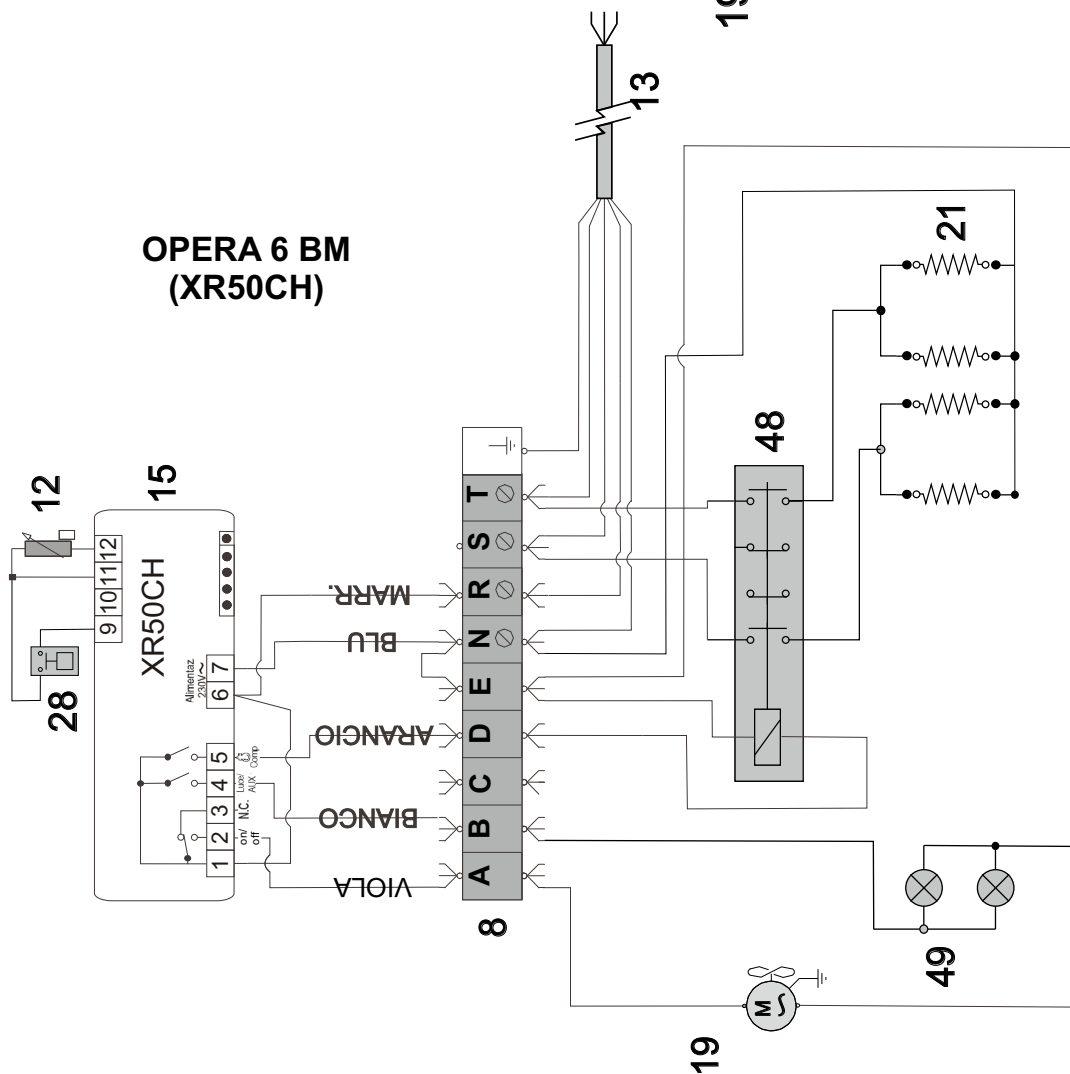 OPERA 6 BM
(XR50CH)
12
15
28
XR50CH
9 10 11 12
Alimentaz
230V~
6 7
1 2 3 4 5
on/
off
N.C.
Luce/
AUX
Comp
MARR.
BLU
ARANCIO
BIANCO
VIOLA
8
A B C D E N R S T
13
19
21
48
49
19
M